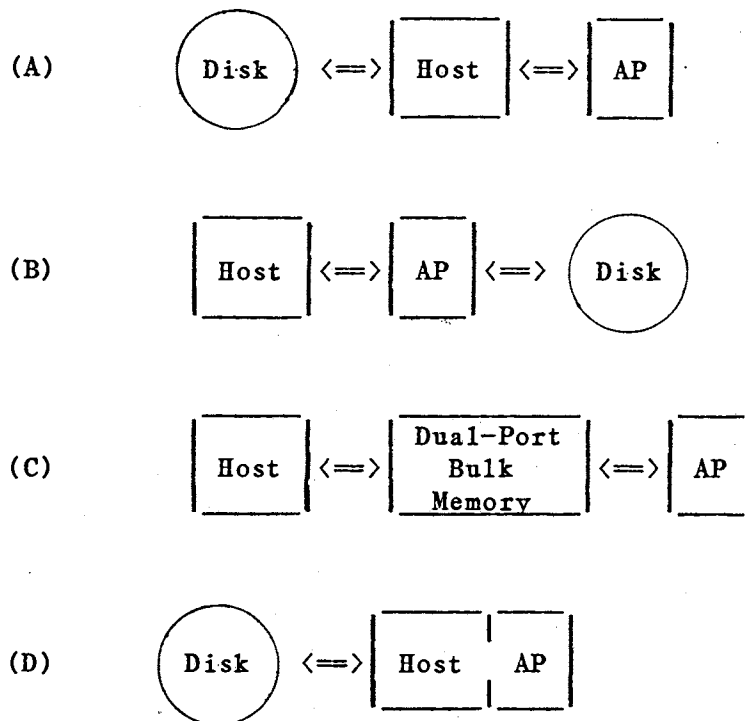 (A) Disk <==> Host <==> AP
(B) Host <==> AP <==> Disk
(C) Host <==> Dual-Port Bulk Memory <==> AP
(D) Disk <==> Host AP